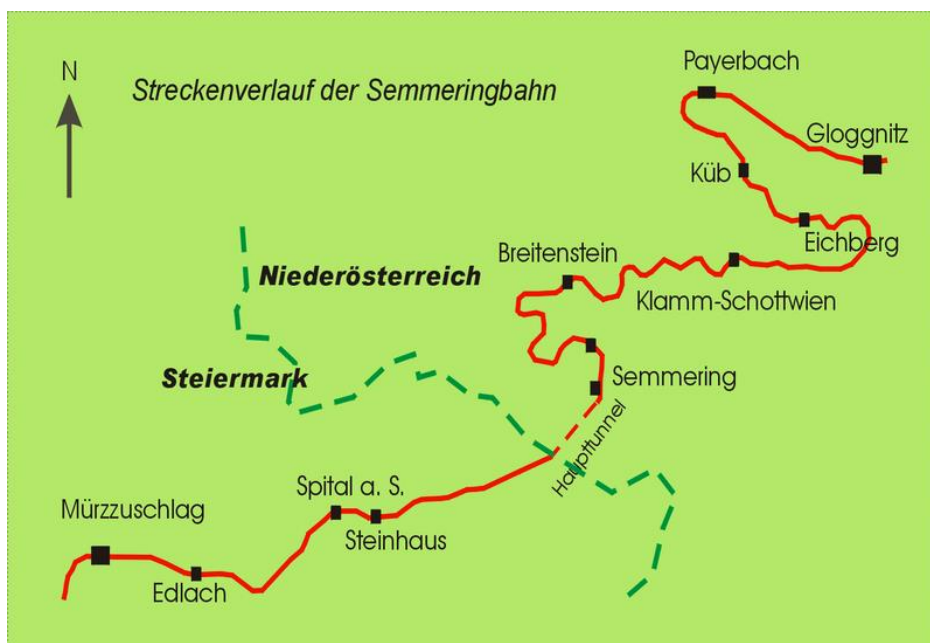 Payerbach
N
Streckenverlauf der Semmeringbahn
Gloggnitz
Küb
Eichberg
Breitenstein
Niederösterreich
Klamm-Schottwien
Steiermark
Semmering
Haupttunnel
Spital a. S.
Mürzzuschlag
Steinhaus
Edlach